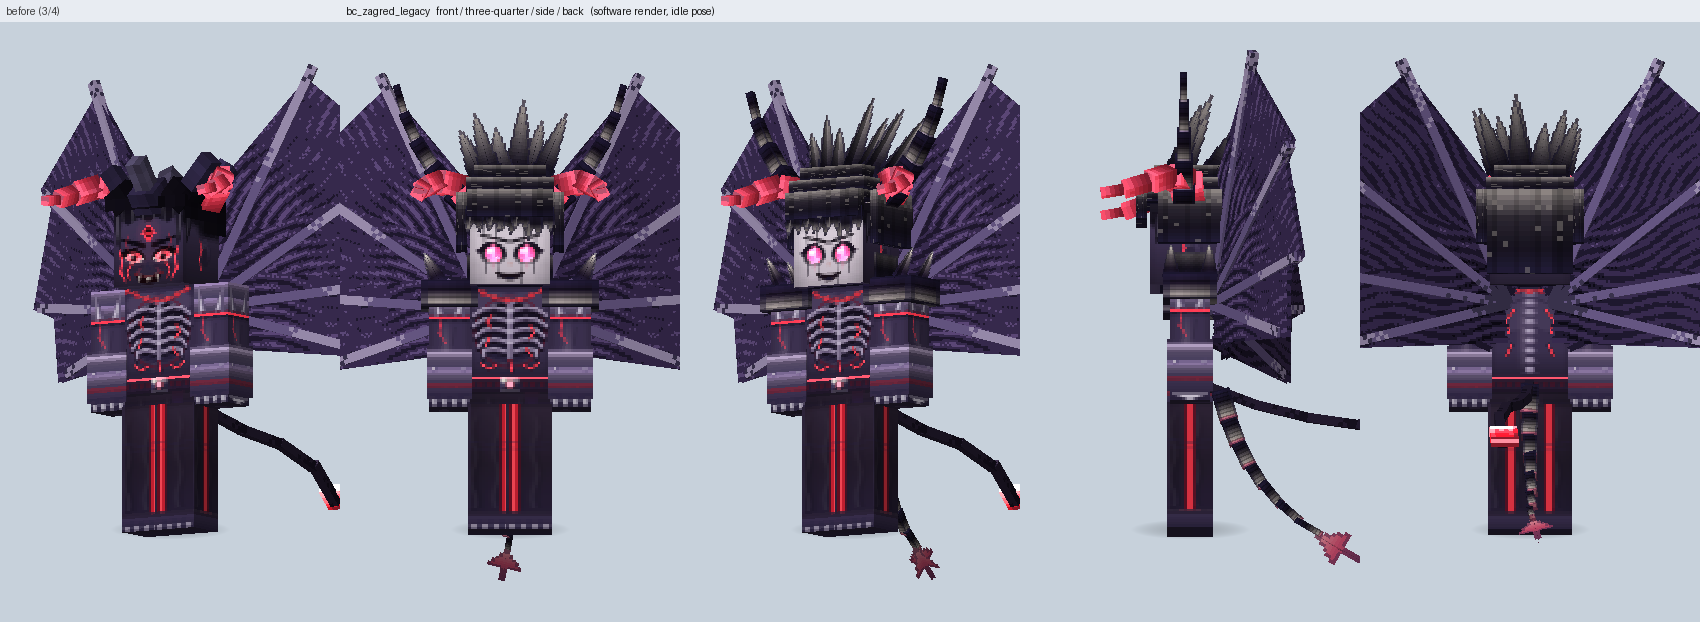 before (3/4)
bc_zagred_legacy front / three-quarter / side / back (software render, idle pose)